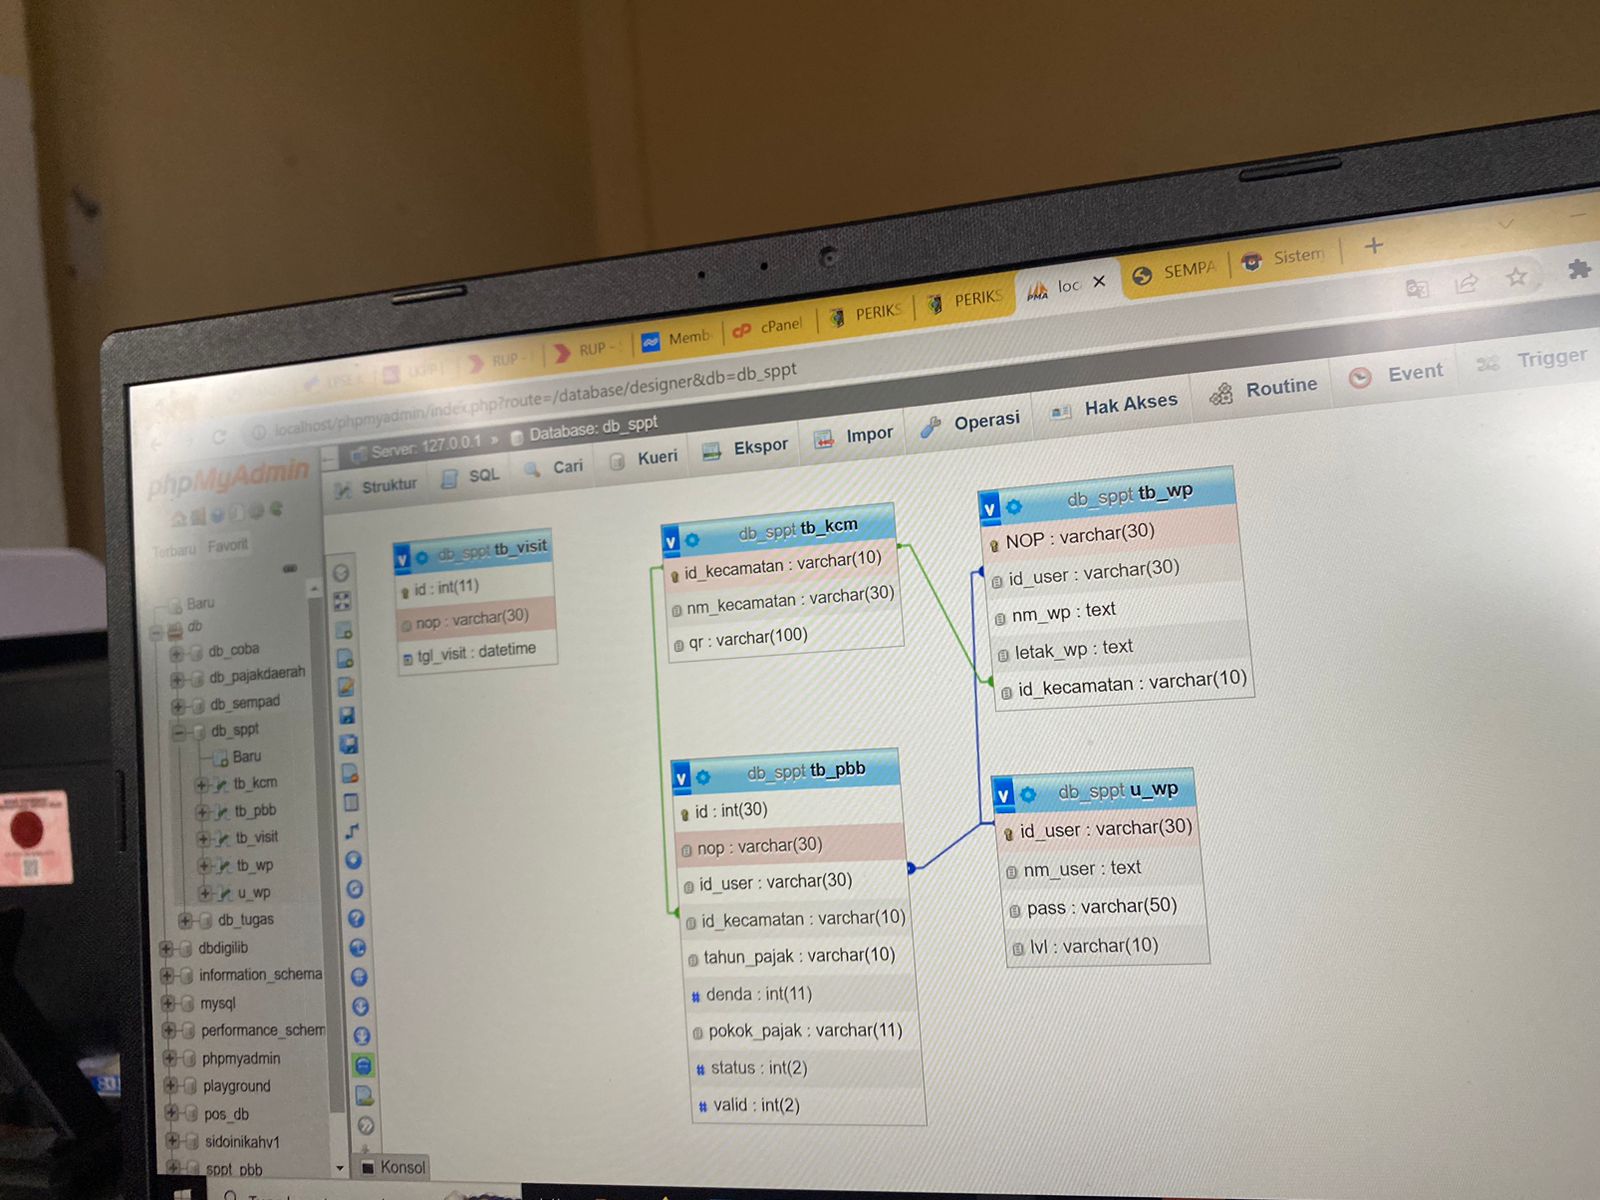 RUP -
RUP - S
Memb
cPanel
PERIKS
PERIKS
PMA loc
SEMPA
Sistem
localhost/phpmyadmin/index.php?route=/database/designer&db=db_sppt
Server: 127.0.0.1 » Database: db_sppt
Struktur SQL Cari Kueri Ekspor Impor Operasi Hak Akses Routine Event Trigger
phpMyAdmin
Terbaru Favorit
Baru
db
db_coba
db_pajakdaerah
db_sempad
db_sppt
Baru
tb_kcm
tb_pbb
tb_visit
tb_wp
u_wp
db_tugas
dbdigilib
information_schema
mysql
performance_schem
phpmyadmin
playground
pos_db
sidoinikahv1
sppt_pbb
db_sppt tb_visit
id : int(11)
nop : varchar(30)
tgl_visit : datetime
db_sppt tb_kcm
id_kecamatan : varchar(10)
nm_kecamatan : varchar(30)
qr : varchar(100)
db_sppt tb_wp
NOP : varchar(30)
id_user : varchar(30)
nm_wp : text
letak_wp : text
id_kecamatan : varchar(10)
db_sppt tb_pbb
id : int(30)
nop : varchar(30)
id_user : varchar(30)
id_kecamatan : varchar(10)
tahun_pajak : varchar(10)
denda : int(11)
pokok_pajak : varchar(11)
status : int(2)
valid : int(2)
db_sppt u_wp
id_user : varchar(30)
nm_user : text
pass : varchar(50)
lvl : varchar(10)
Konsol